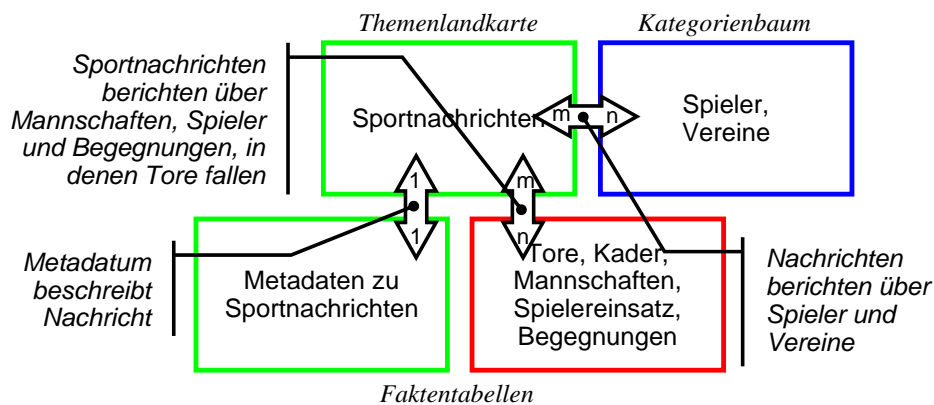 Themenlandkarte
Kategorienbaum
Sportnachrichten
berichten über
Mannschaften, Spieler
und Begegnungen, in
denen Tore fallen
Sportnachrichten
m n
Spieler,
Vereine
1
1
m
n
Metadatum
beschreibt
Nachricht
Metadaten zu
Sportnachrichten
Tore, Kader,
Mannschaften,
Spielereinsatz,
Begegnungen
Nachrichten
berichten über
Spieler und
Vereine
Faktentabellen